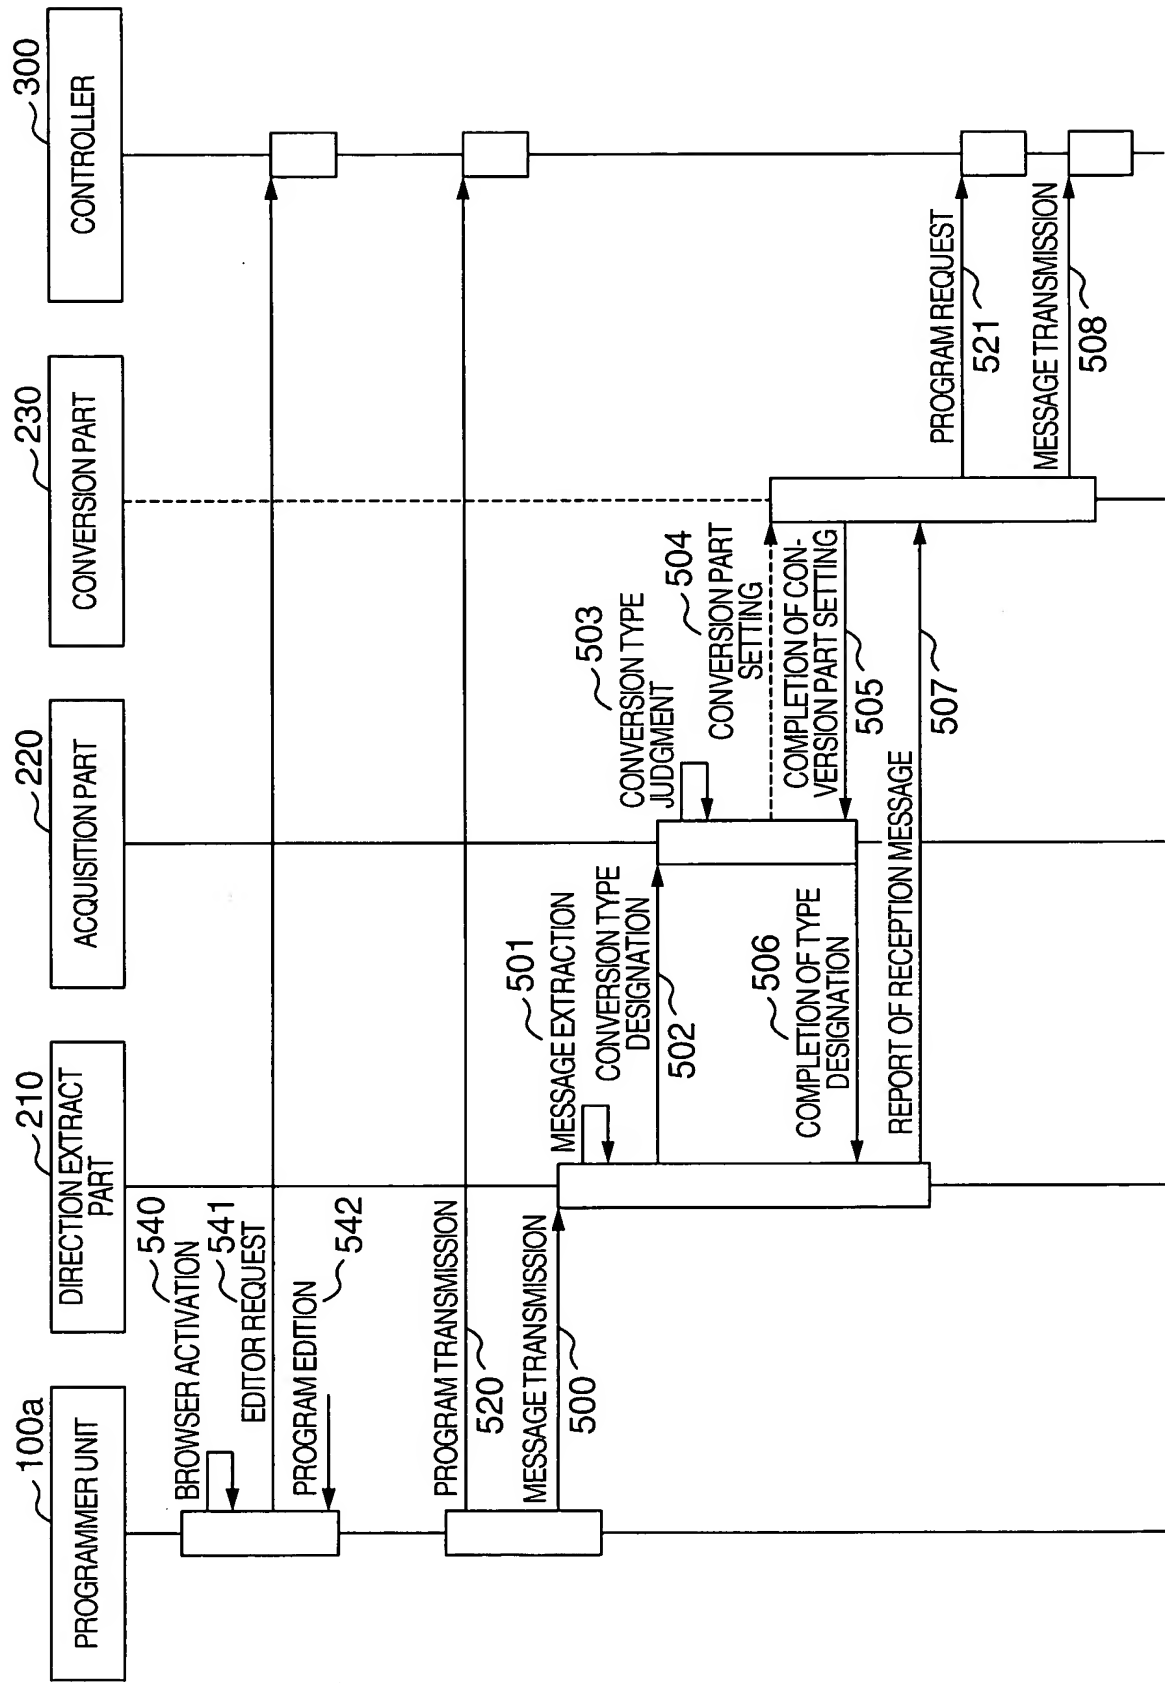 100a
PROGRAMMER UNIT
210
DIRECTION EXTRACT
PART
220
ACQUISITION PART
230
CONVERSION PART
300
CONTROLLER
BROWSER ACTIVATION
540
541
EDITOR REQUEST
PROGRAM EDITION
542
PROGRAM TRANSMISSION
520
MESSAGE TRANSMISSION
500
501
MESSAGE EXTRACTION
CONVERSION TYPE
DESIGNATION
502
503
CONVERSION TYPE
JUDGMENT
504
CONVERSION PART
SETTING
COMPLETION OF CON-
VERSION PART SETTING
505
506
COMPLETION OF TYPE
DESIGNATION
REPORT OF RECEPTION MESSAGE
507
PROGRAM REQUEST
521
MESSAGE TRANSMISSION
508